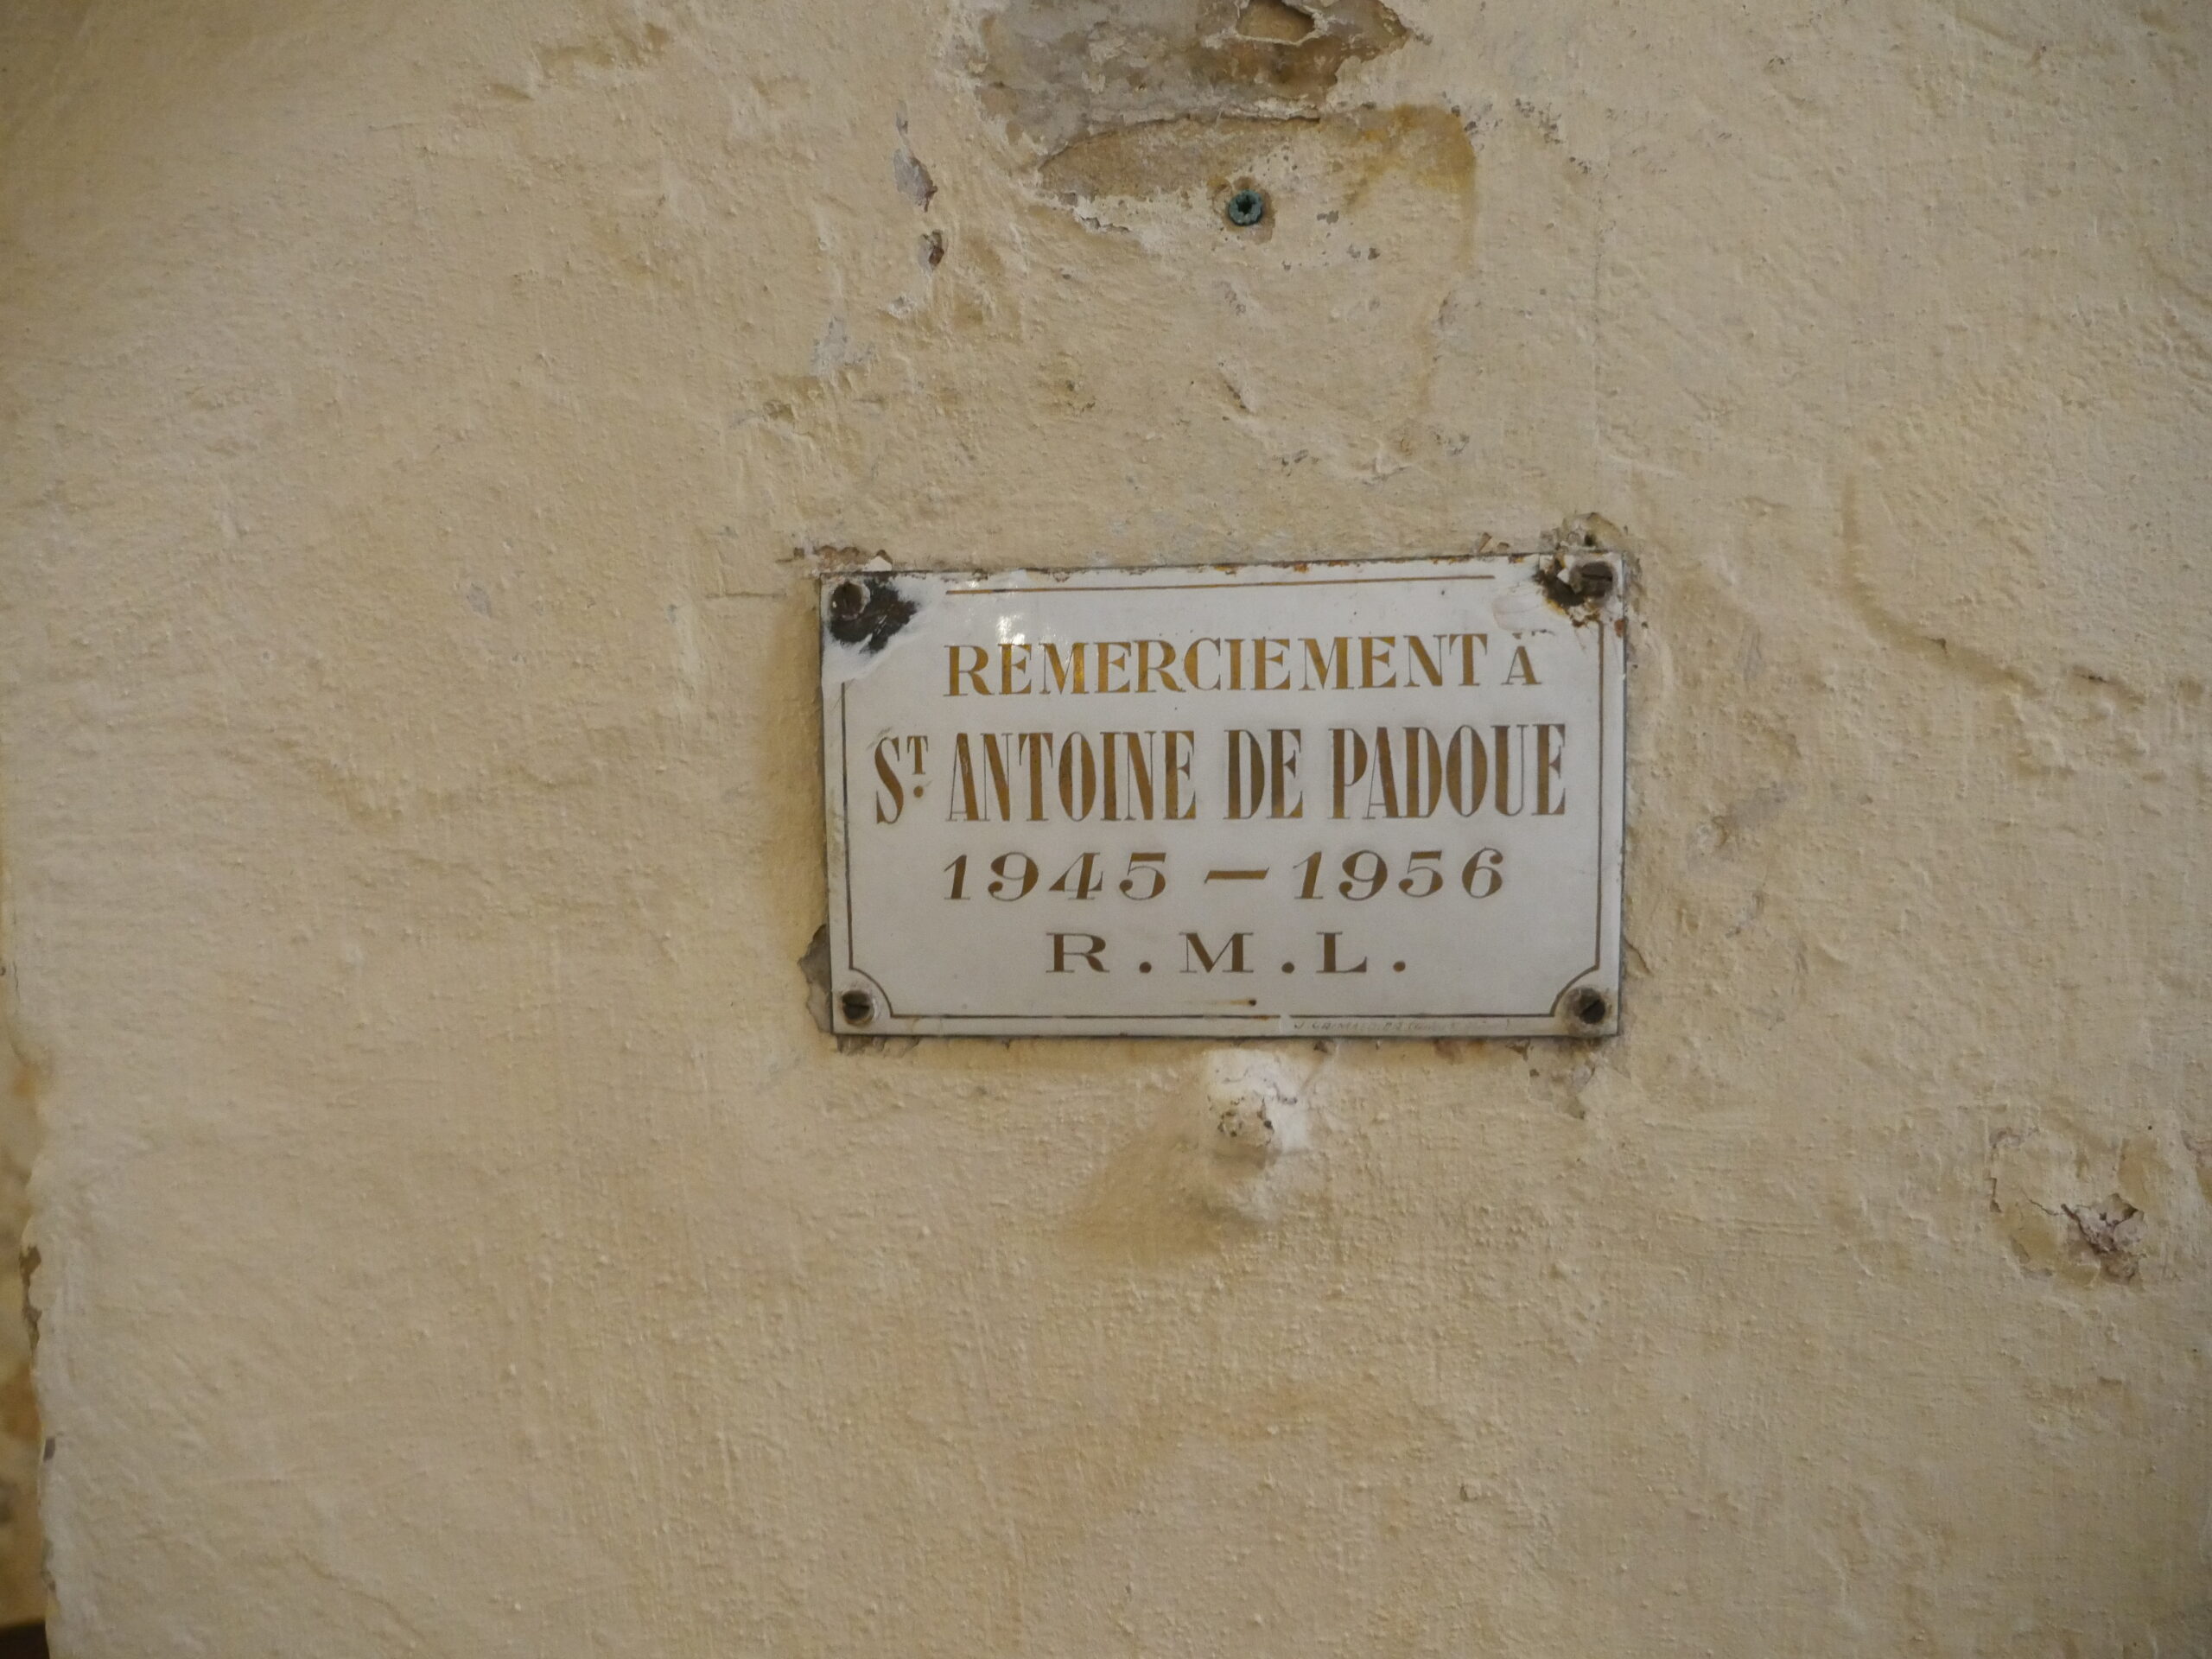 REMERCIEMENT À
ST. ANTOINE DE PADOUE
1945 – 1956
R.M.L.